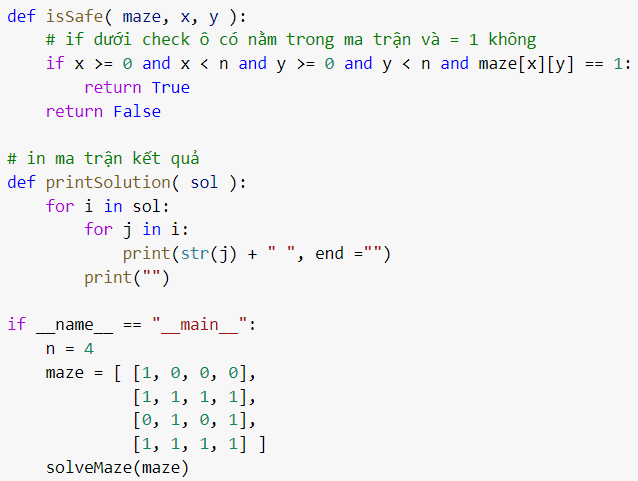 def isSafe( maze, x, y ):
    # if dưới check ô có nằm trong ma trận và = 1 không
    if x >= 0 and x < n and y >= 0 and y < n and maze[x][y] == 1:
        return True
    return False

# in ma trận kết quả
def printSolution( sol ):
    for i in sol:
        for j in i:
            print(str(j) + " ", end ="")
        print("")

if __name__ == "__main__":
    n = 4
    maze = [ [1, 0, 0, 0],
             [1, 1, 1, 1],
             [0, 1, 0, 1],
             [1, 1, 1, 1] ]
    solveMaze(maze)